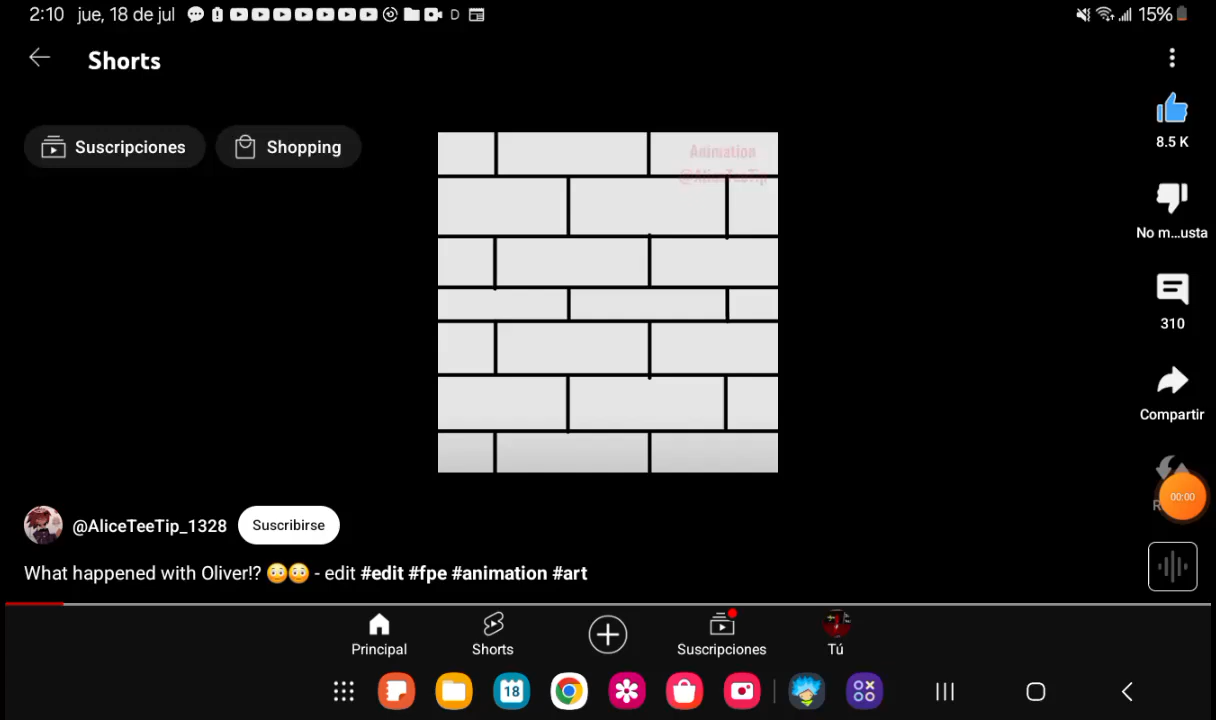 2:10 jue, 18 de jul D 15%
Shorts
Suscripciones Shopping
Animation
@AliceTeeTip
8.5 K
No m...usta
310
Compartir
00:00
@AliceTeeTip_1328 Suscribirse
What happened with Oliver!? 😳😳 - edit #edit #fpe #animation #art
Principal Shorts Suscripciones Tú
18